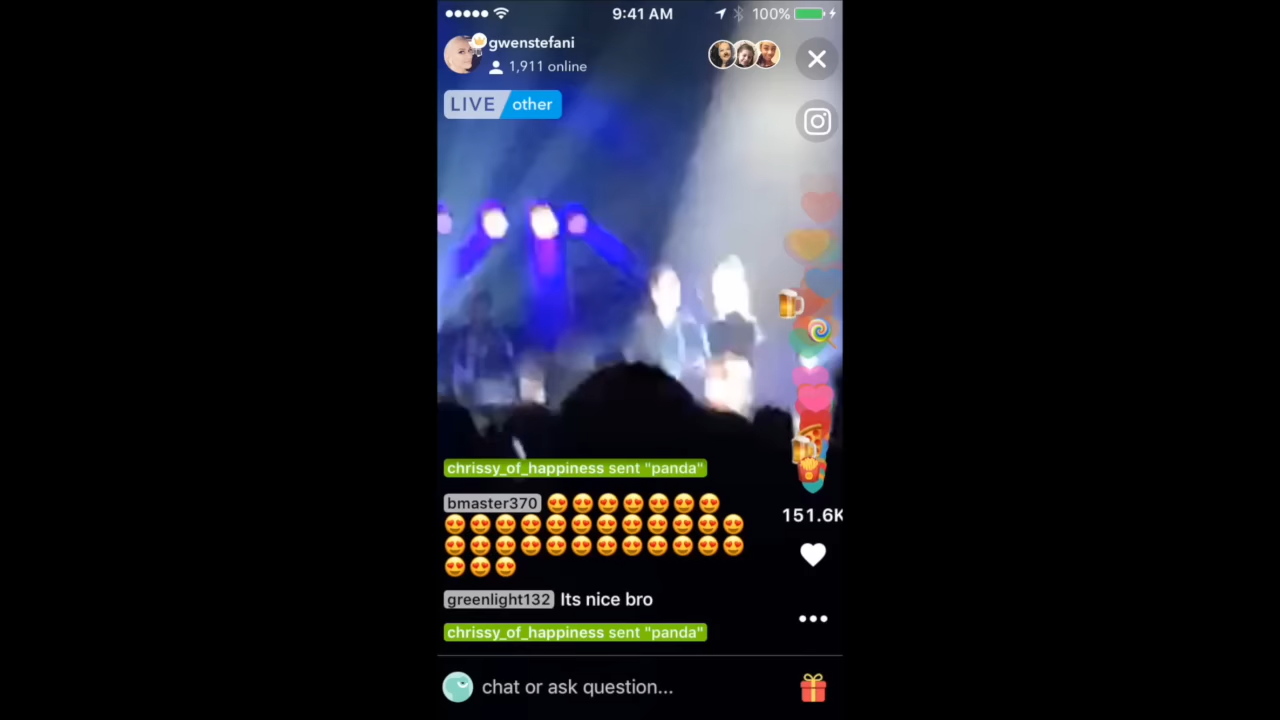 9:41 AM 100%
gwenstefani
1,911 online
LIVE other
chrissy_of_happiness sent "panda"
bmaster370
151.6K
greenlight132 Its nice bro
chrissy_of_happiness sent "panda"
chat or ask question...